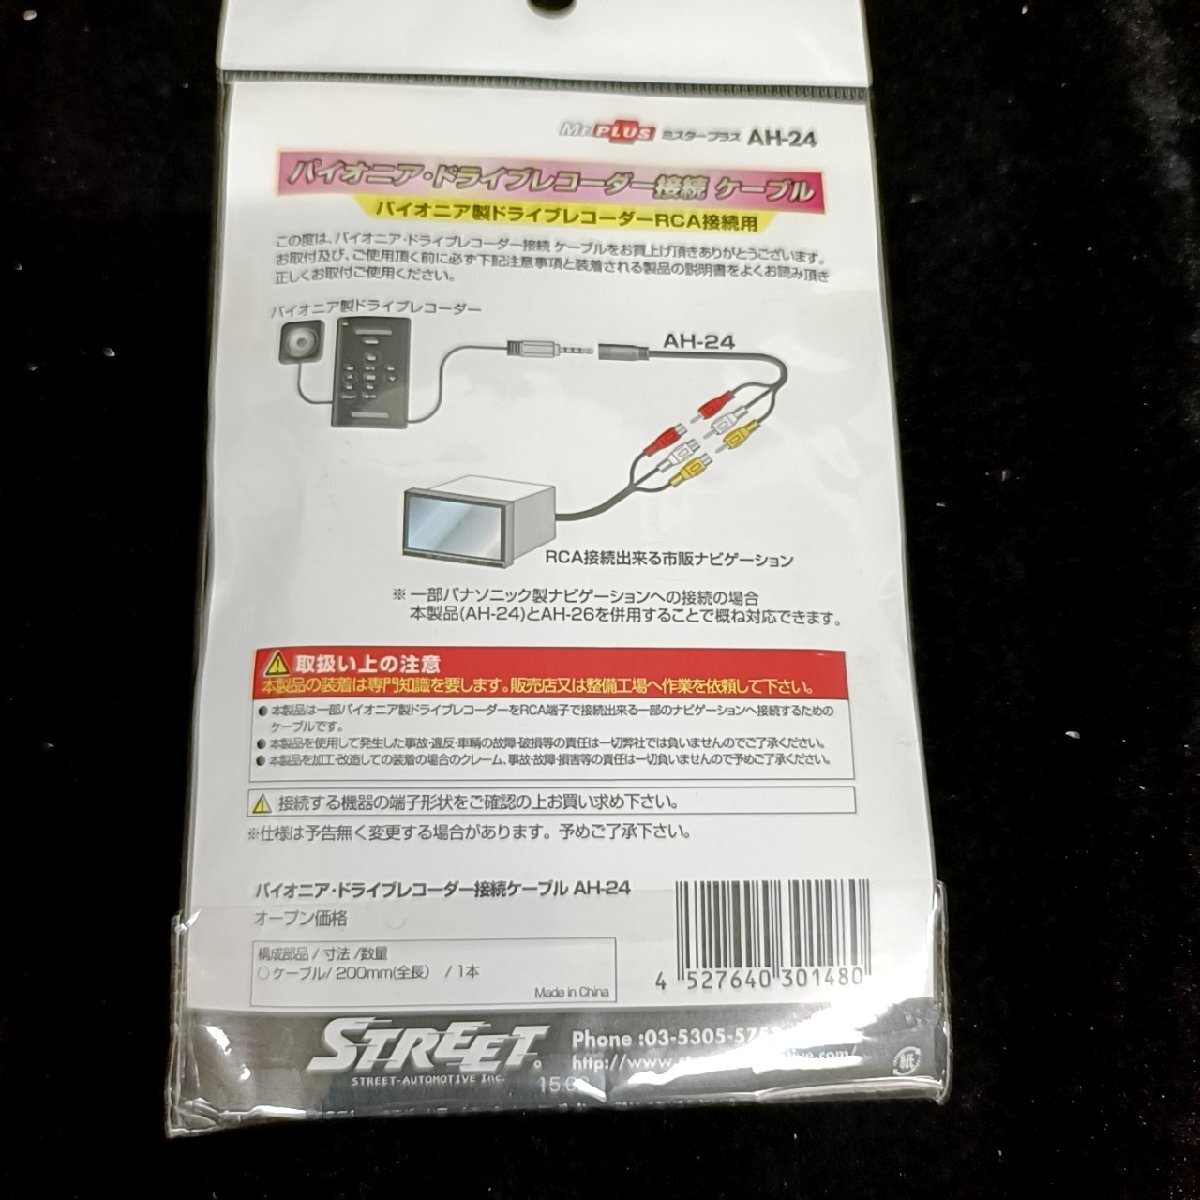 Mr.PLUS ミスタープラス AH-24
パイオニア・ドライブレコーダー接続 ケーブル
パイオニア製ドライブレコーダーRCA接続用
この度は、パイオニア・ドライブレコーダー接続 ケーブルをお買上げ頂きありがとうございます。
お取付及び、ご使用頂く前に必ず下記注意事項と装着される製品の説明書をよくお読み頂き
正しくお取付ご使用ください。
パイオニア製ドライブレコーダー
AH-24
RCA接続出来る市販ナビゲーション
※ 一部パナソニック製ナビゲーションへの接続の場合
本製品(AH-24)とAH-26を併用することで概ね対応できます。
取扱い上の注意
本製品の装着は専門知識を要します。販売店又は整備工場へ作業を依頼して下さい。
● 本製品は一部パイオニア製ドライブレコーダーをRCA端子で接続出来る一部のナビゲーションへ接続するための
ケーブルです。
● 本製品を使用して発生した事故・違反・車輌の故障・破損等の責任は一切弊社では負いませんのでご了承ください。
● 本製品を加工・改造しての装着の場合のクレーム、事故・故障・損害等の責任は一切負いませんので予めご了承ください。
接続する機器の端子形状をご確認の上お買い求め下さい。
※仕様は予告無く変更する場合があります。予めご了承下さい。
パイオニア・ドライブレコーダー接続ケーブル AH-24
オープン価格
構成部品/寸法/数量
○ケーブル/200mm(全長) /1本
Made in China
4 527640 301480
STREET
Phone :03-5305-
STREET-AUTOMOTIVE Inc.
http://www.
紙